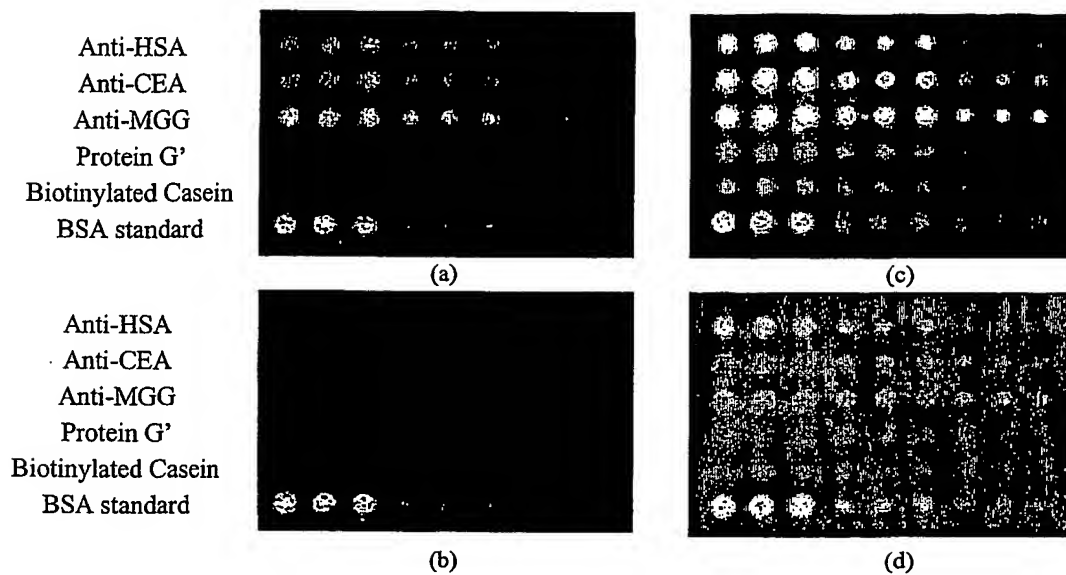 Anti-HSA
Anti-CEA
Anti-MGG
Protein G'
Biotinylated Casein
BSA standard
(a)
(c)
Anti-HSA
Anti-CEA
Anti-MGG
Protein G'
Biotinylated Casein
BSA standard
(b)
(d)